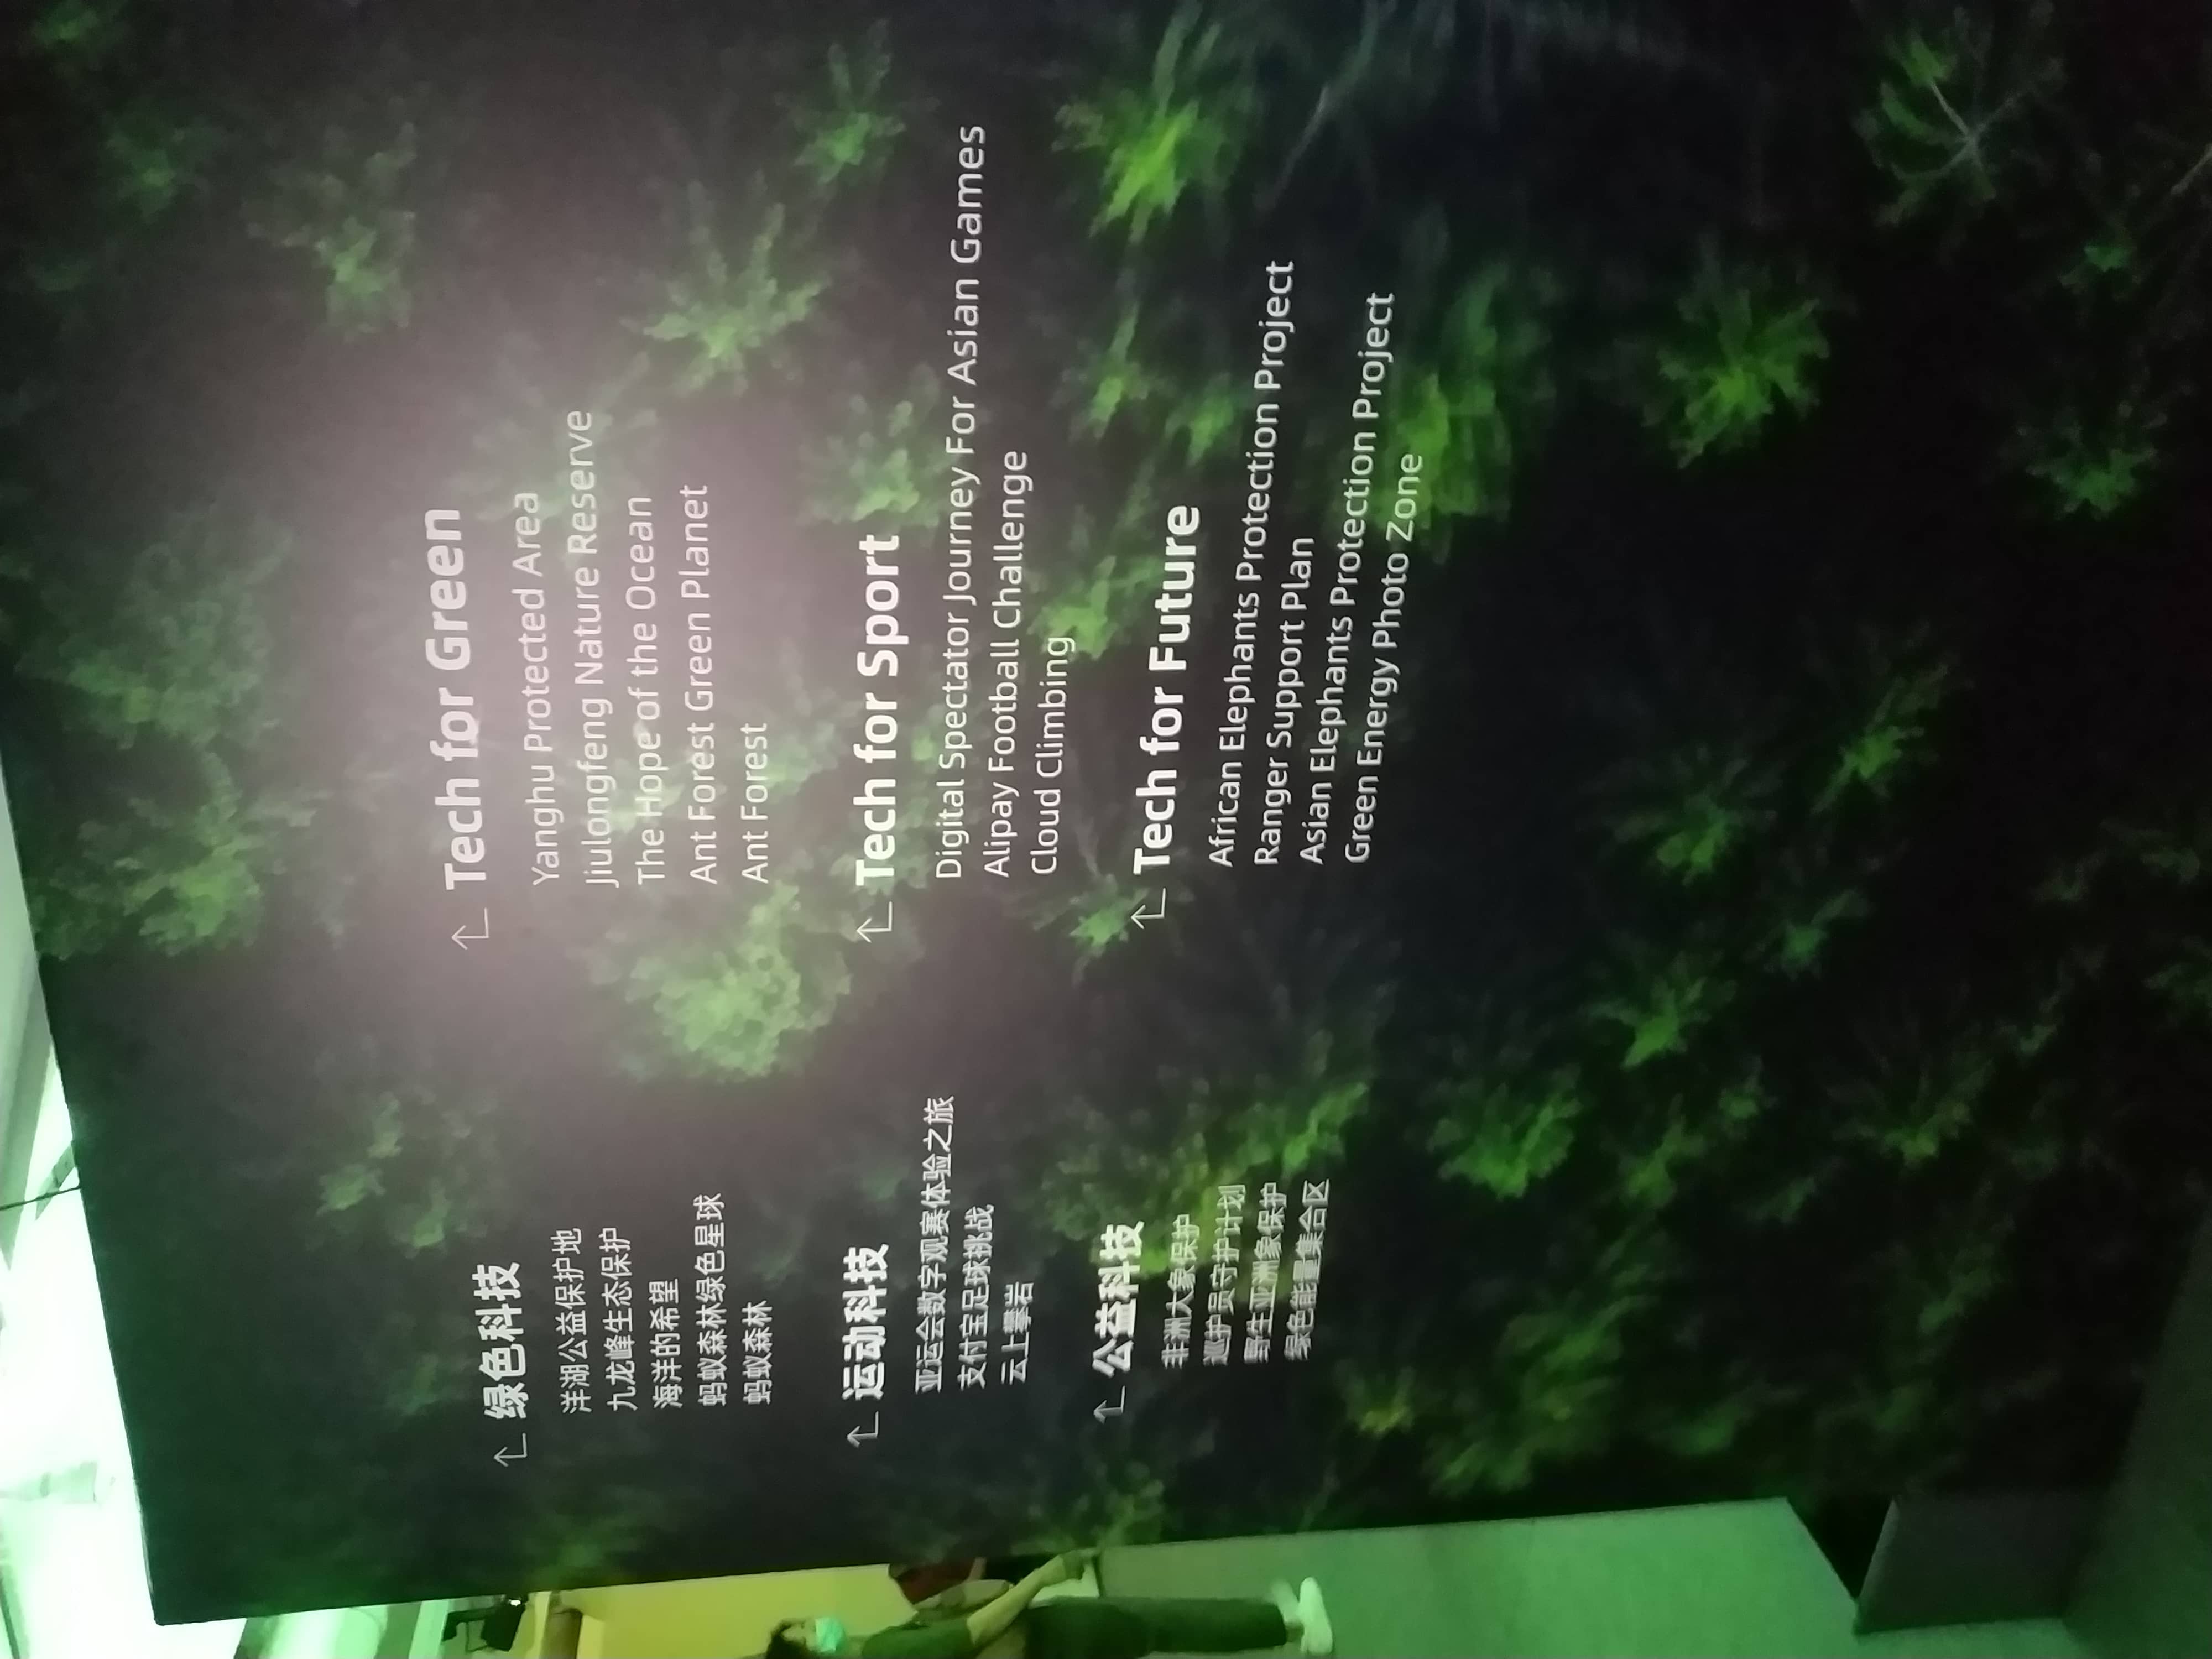 绿色科技
洋湖公益保护地
九龙峰生态保护
海洋的希望
蚂蚁森林绿色星球
蚂蚁森林
运动科技
亚运会数字观赛体验之旅
支付宝足球挑战
云上攀岩
公益科技
非洲大象保护
巡护员守护计划
野生亚洲象保护
绿色能量集合区
Tech for Green
Yanghu Protected Area
Jiulongfeng Nature Reserve
The Hope of the Ocean
Ant Forest Green Planet
Ant Forest
Tech for Sport
Digital Spectator Journey For Asian Games
Alipay Football Challenge
Cloud Climbing
Tech for Future
African Elephants Protection Project
Ranger Support Plan
Asian Elephants Protection Project
Green Energy Photo Zone